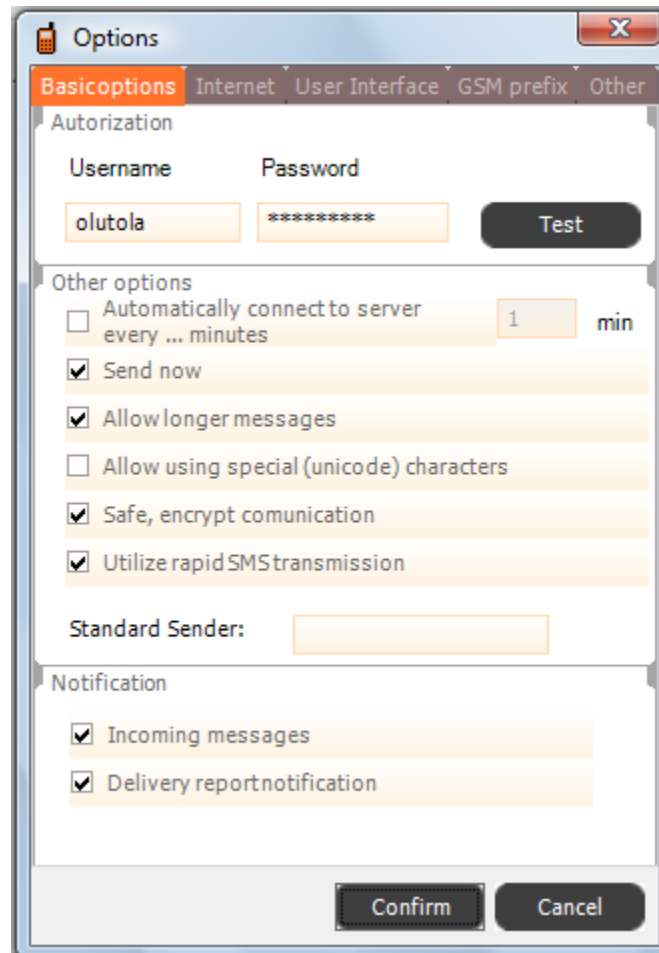 Options
Basic options Internet User Interface GSM prefix Other
Autorization
Username Password
olutola ********* Test
Other options
Automatically connect to server
every ... minutes
1 min
Send now
Allow longer messages
Allow using special (unicode) characters
Safe, encrypt comunication
Utilize rapid SMS transmission
Standard Sender:
Notification
Incoming messages
Delivery report notification
Confirm Cancel